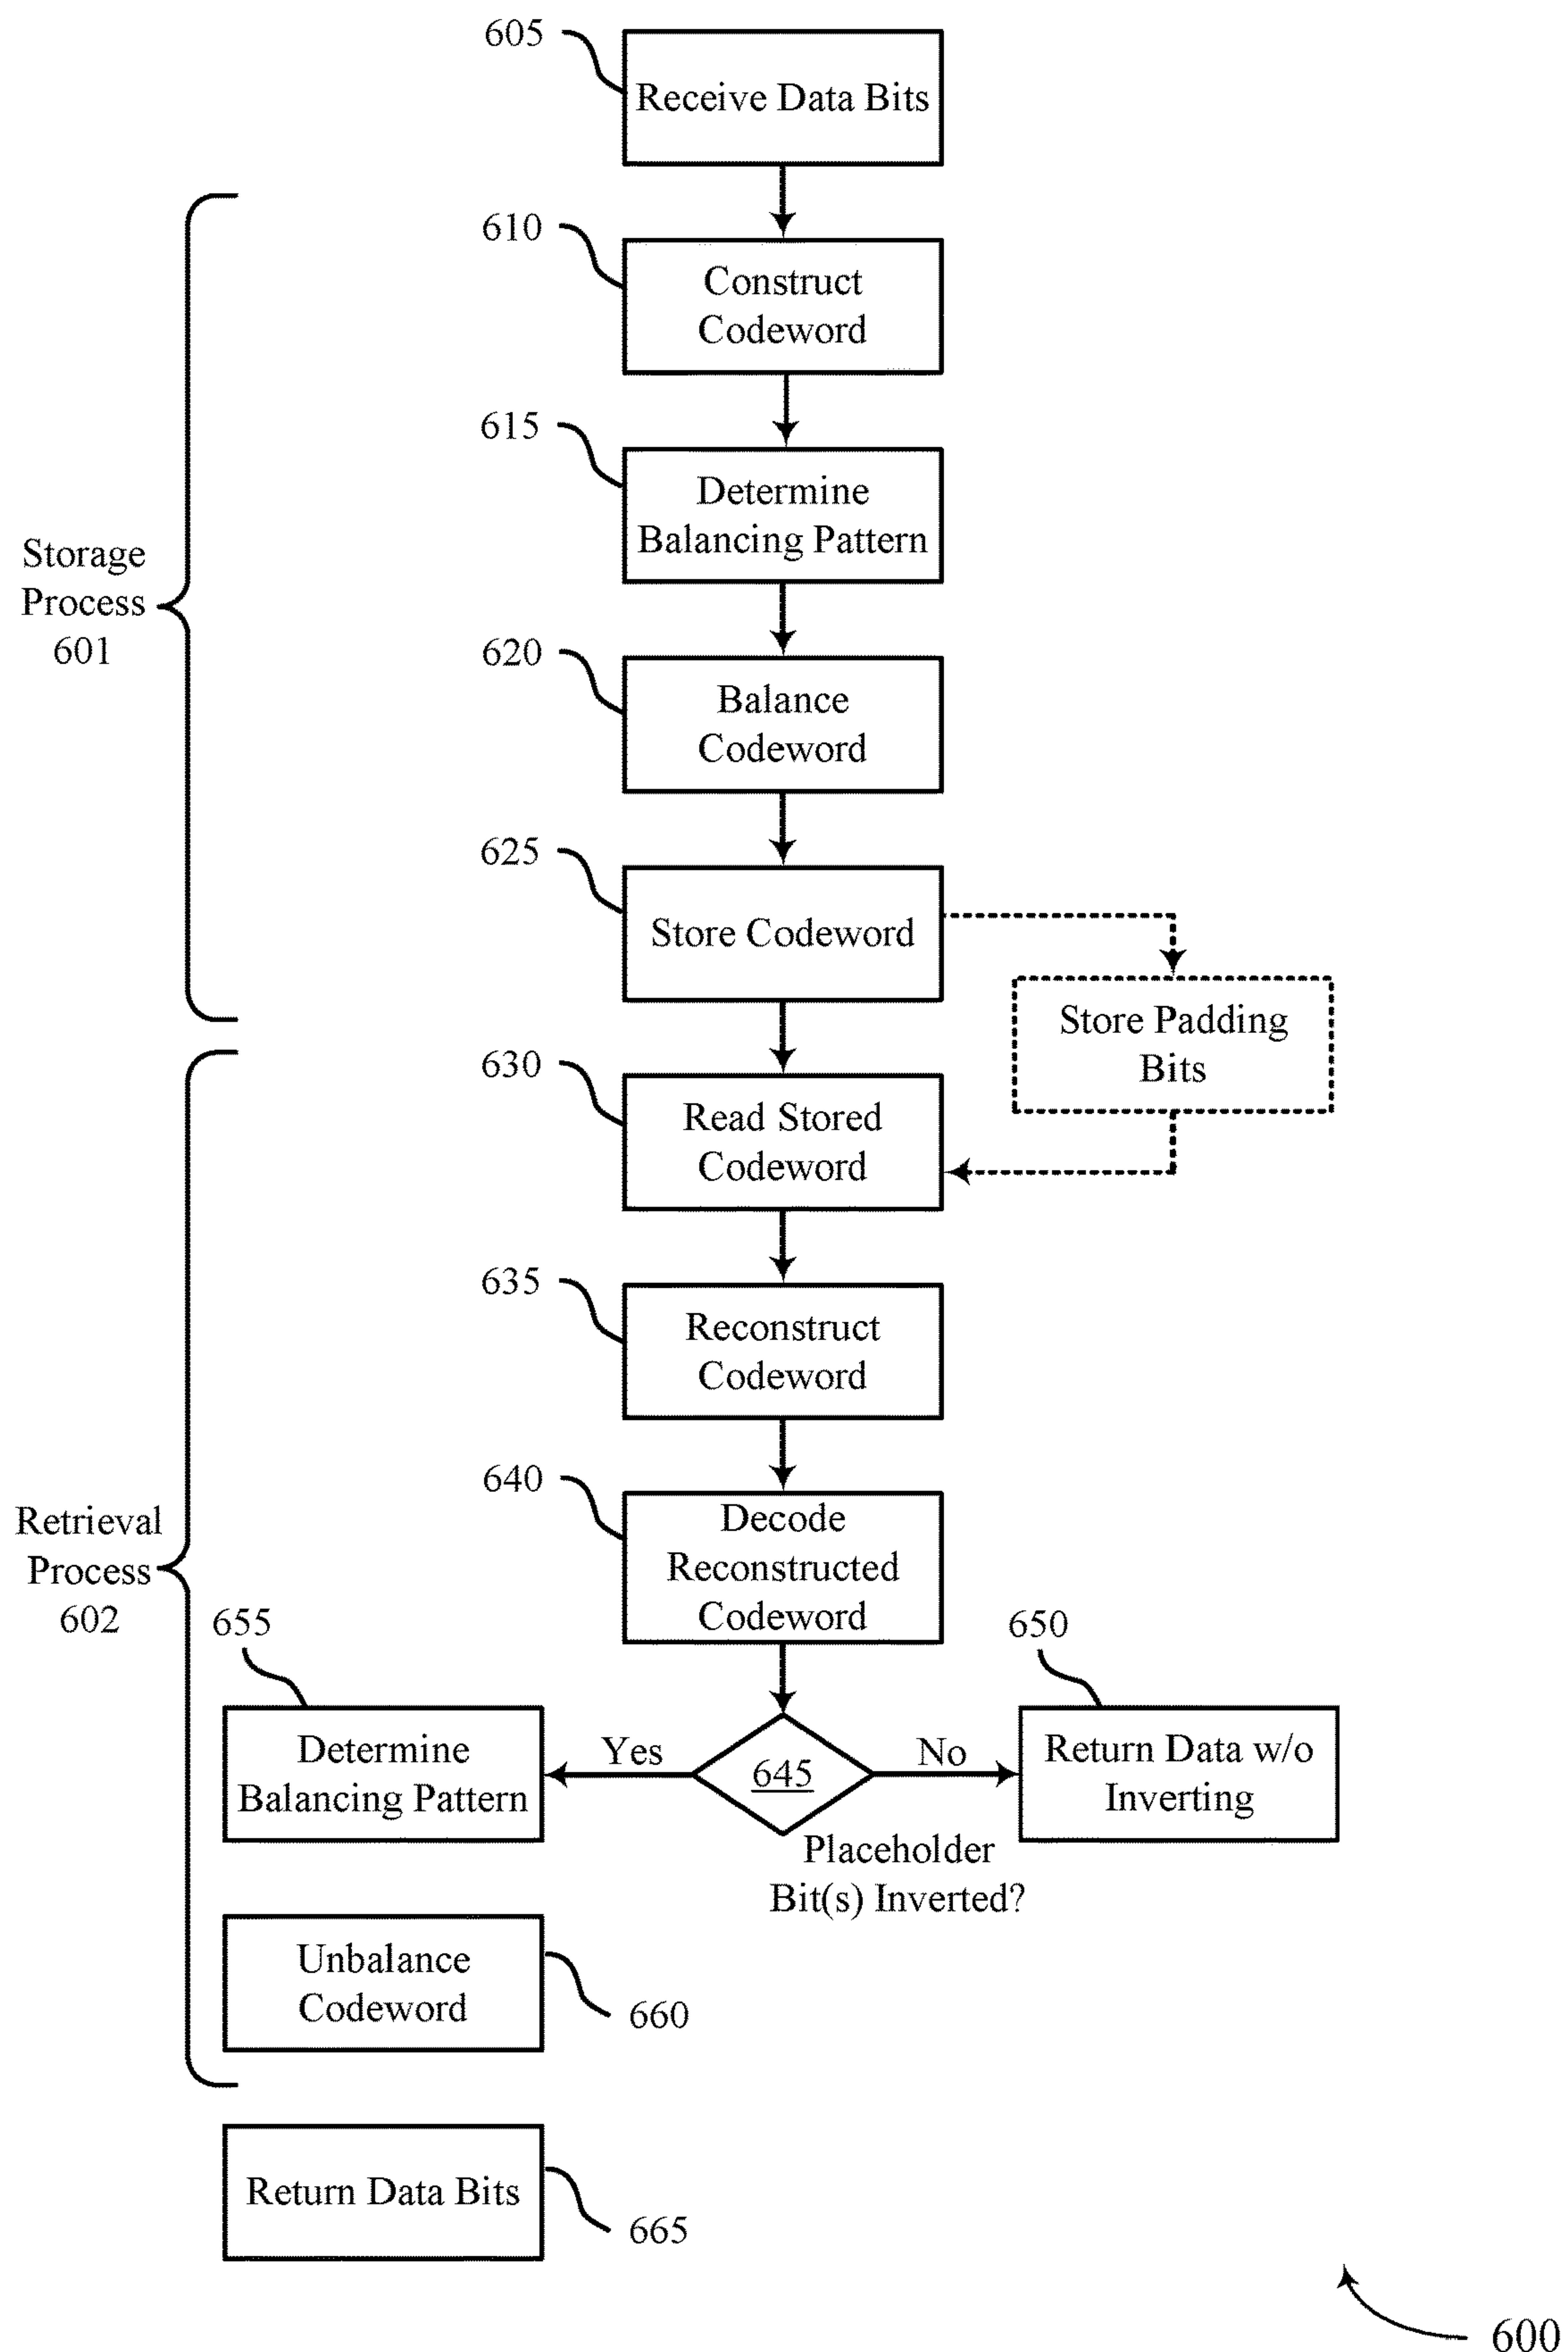 605
Receive Data Bits
610
Construct
Codeword
615
Determine
Balancing Pattern
Storage
Process
601
620
Balance
Codeword
625
Store Codeword
Store Padding
Bits
630
Read Stored
Codeword
635
Reconstruct
Codeword
640
Decode
Reconstructed
Codeword
Retrieval
Process
602
655
650
Determine
Balancing Pattern
Yes
645
No
Return Data w/o
Inverting
Placeholder
Bit(s) Inverted?
Unbalance
Codeword
660
Return Data Bits
665
600